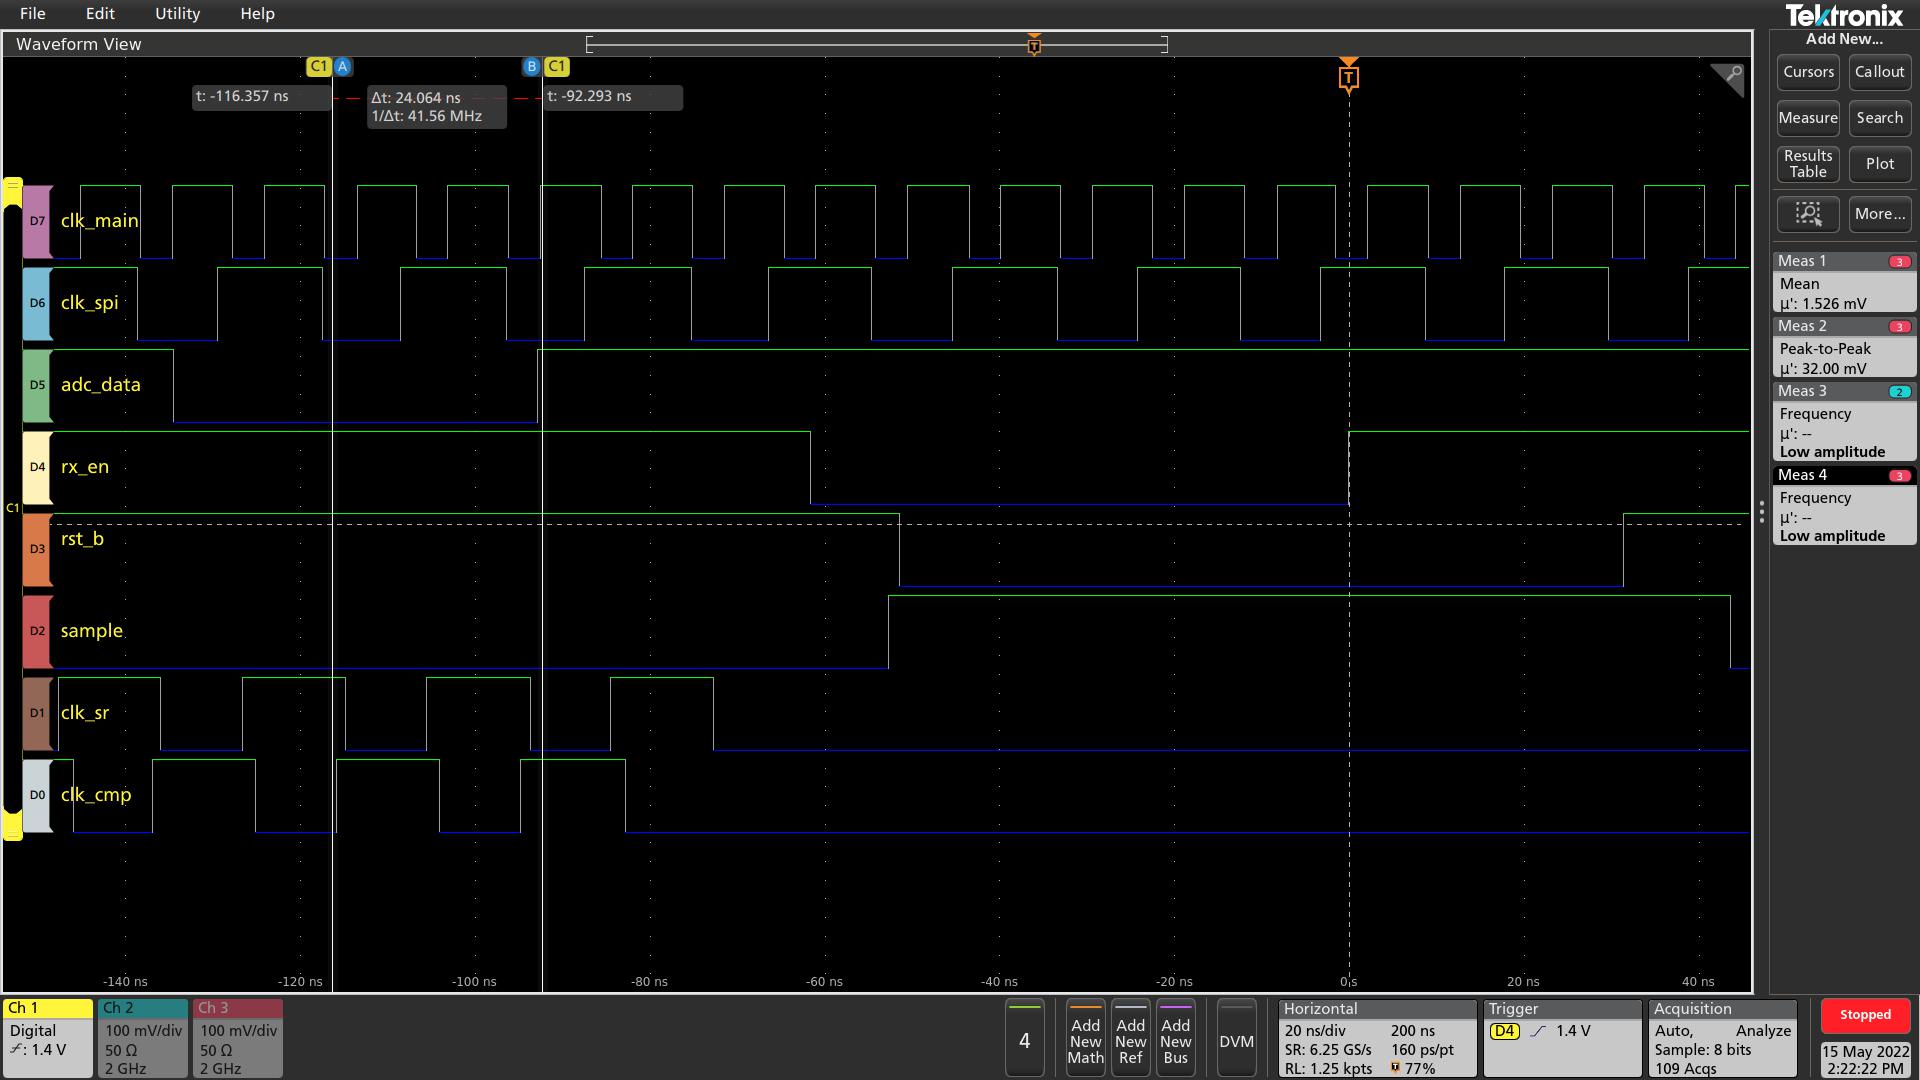 File Edit Utility Help
Tektronix
Waveform View
Add New...
T
C1 A
B C1
T
Cursors Callout
t: -116.357 ns
Δt: 24.064 ns
1/Δt: 41.56 MHz
t: -92.293 ns
Measure Search
Results
Table
Plot
More...
D7 clk_main
D6 clk_spi
D5 adc_data
D4 rx_en
C1
D3 rst_b
D2 sample
D1 clk_sr
D0 clk_cmp
Meas 1 3
Mean
µ': 1.526 mV
Meas 2 3
Peak-to-Peak
µ': 32.00 mV
Meas 3 2
Frequency
µ': --
Low amplitude
Meas 4 3
Frequency
µ': --
Low amplitude
-140 ns -120 ns -100 ns -80 ns -60 ns -40 ns -20 ns 0s 20 ns 40 ns
Ch 1
Digital
: 1.4 V
Ch 2
100 mV/div
50 Ω
2 GHz
Ch 3
100 mV/div
50 Ω
2 GHz
4
Add
New
Math
Add
New
Ref
Add
New
Bus
DVM
Horizontal
20 ns/div 200 ns
SR: 6.25 GS/s 160 ps/pt
RL: 1.25 kpts T 77%
Trigger
D4 1.4 V
Acquisition
Auto, Analyze
Sample: 8 bits
109 Acqs
Stopped
15 May 2022
2:22:22 PM